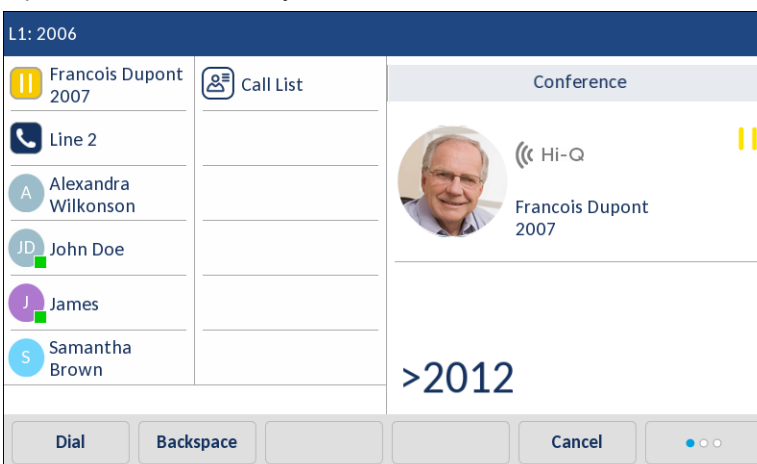 L1: 2006
Francois Dupont
2007
Call List
Line 2
A
Alexandra
Wilkonson
JD
John Doe
J
James
S
Samantha
Brown
Conference
Hi-Q
Francois Dupont
2007
>2012
Dial
Backspace
Cancel